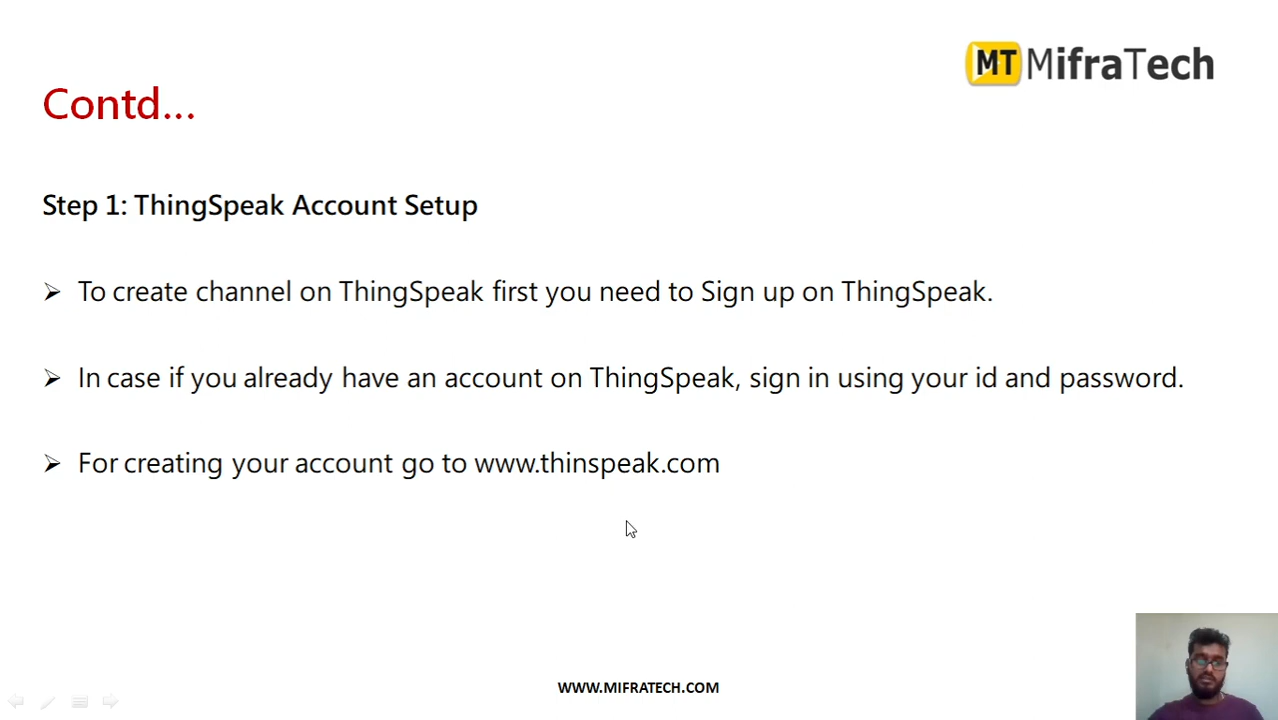 MT MifraTech
Contd...
Step 1: ThingSpeak Account Setup
To create channel on ThingSpeak first you need to Sign up on ThingSpeak.
In case if you already have an account on ThingSpeak, sign in using your id and password.
For creating your account go to www.thinspeak.com
WWW.MIFRATECH.COM